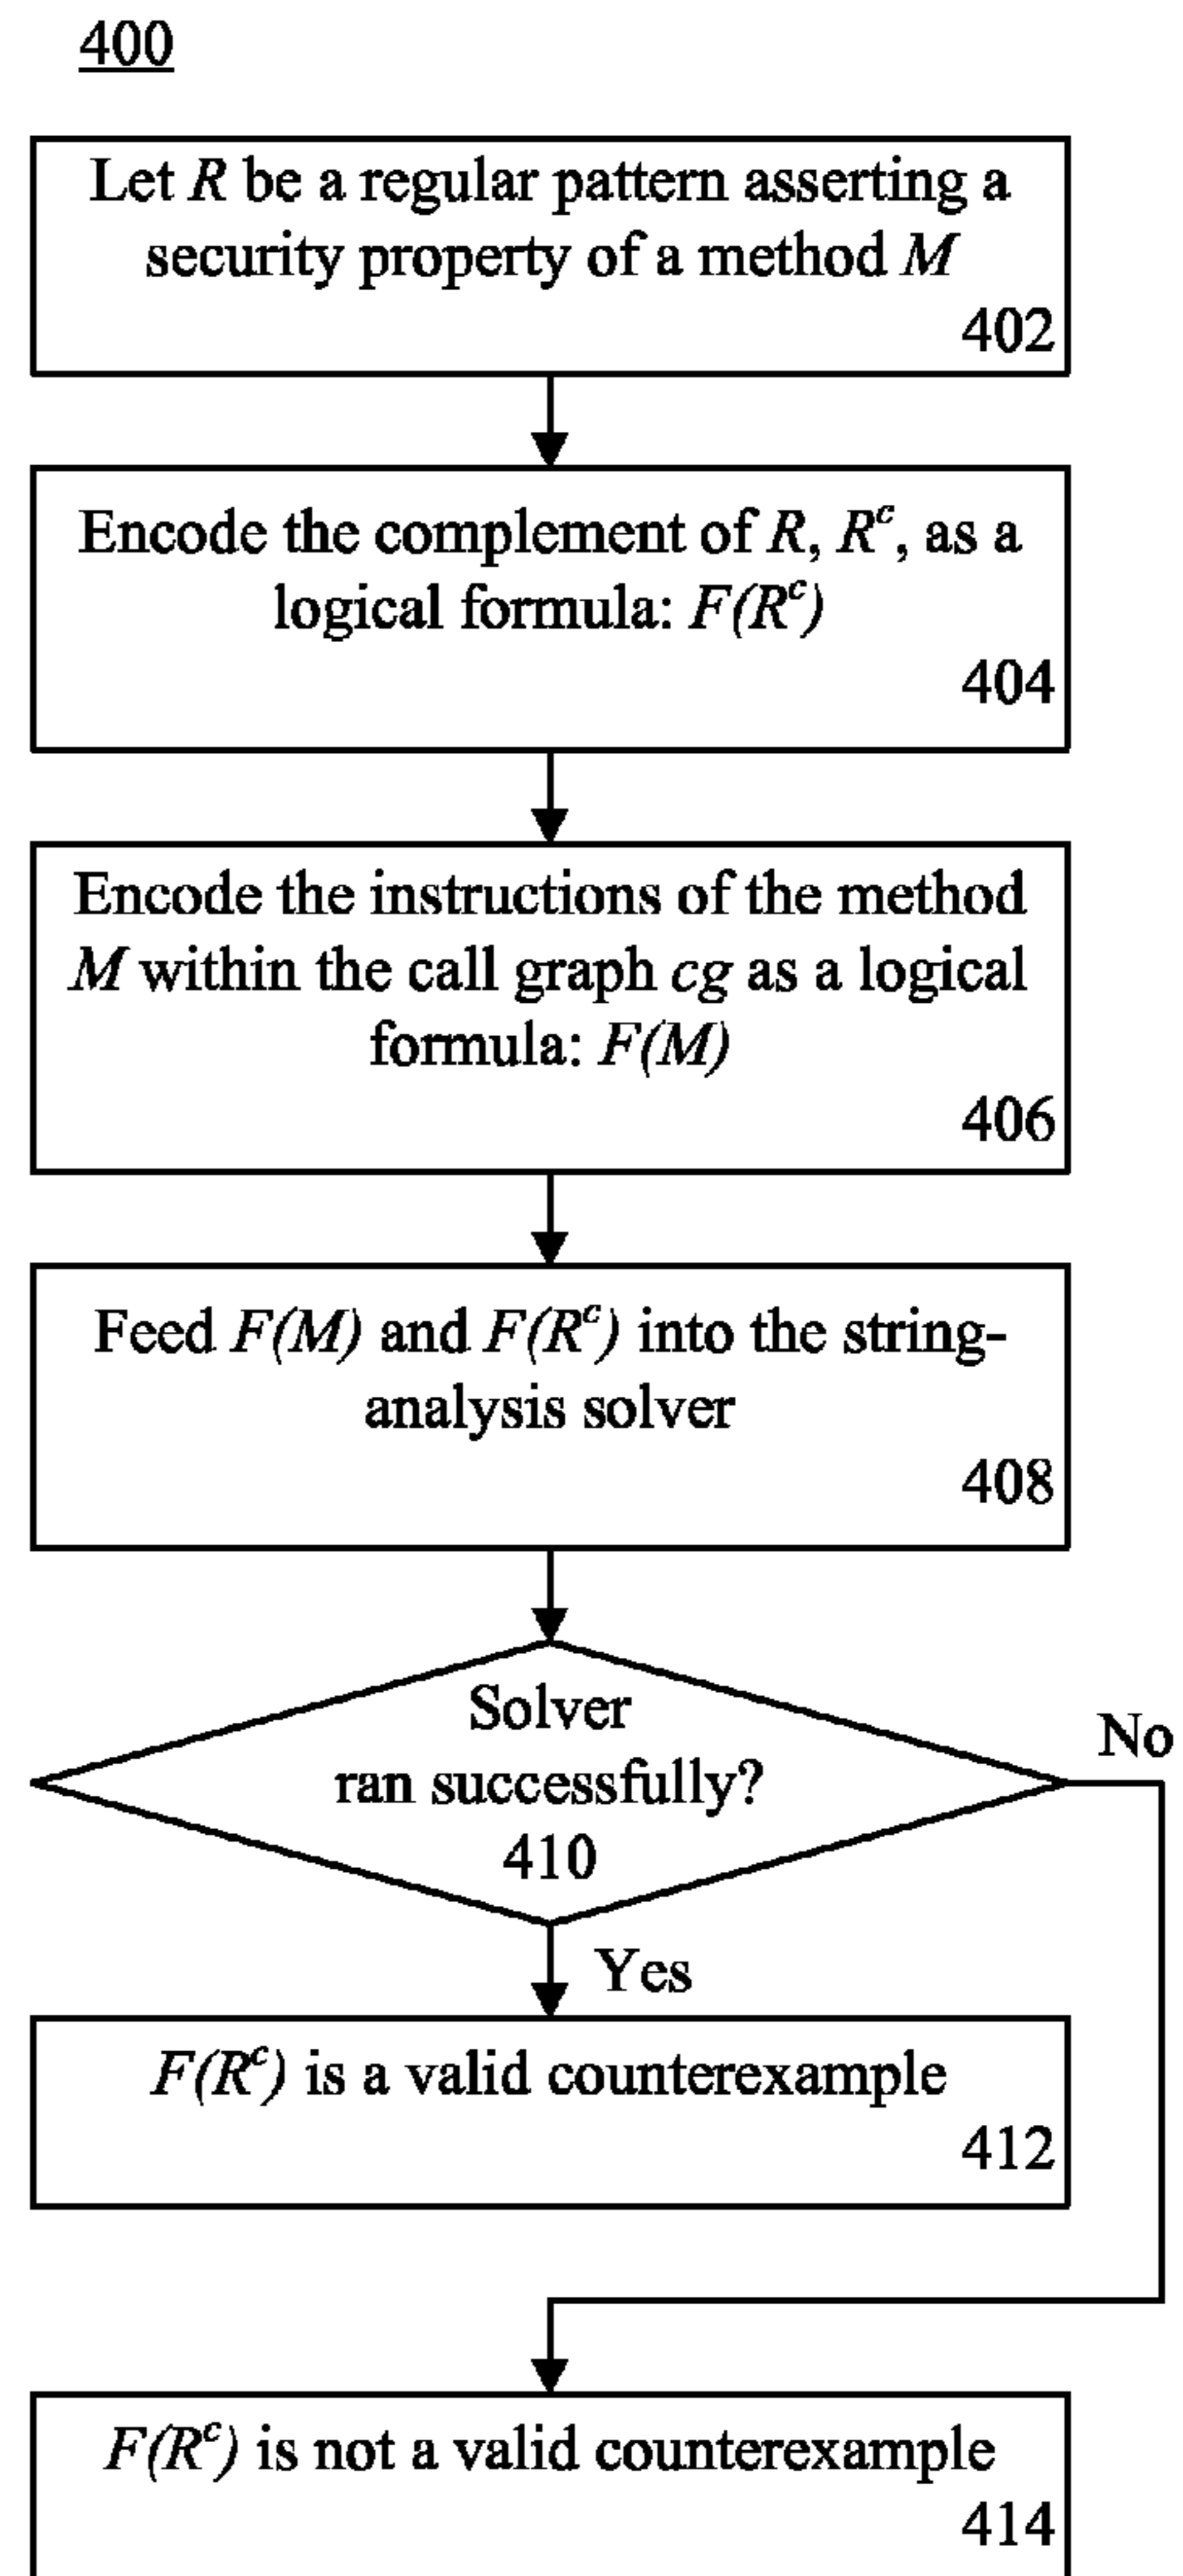 400
Let R be a regular pattern asserting a
security property of a method M
402
Encode the complement of R, Rᶜ, as a
logical formula: F(Rᶜ)
404
Encode the instructions of the method
M within the call graph cg as a logical
formula: F(M)
406
Feed F(M) and F(Rᶜ) into the string-
analysis solver
408
Solver
ran successfully?
410
No
Yes
F(Rᶜ) is a valid counterexample
412
F(Rᶜ) is not a valid counterexample
414